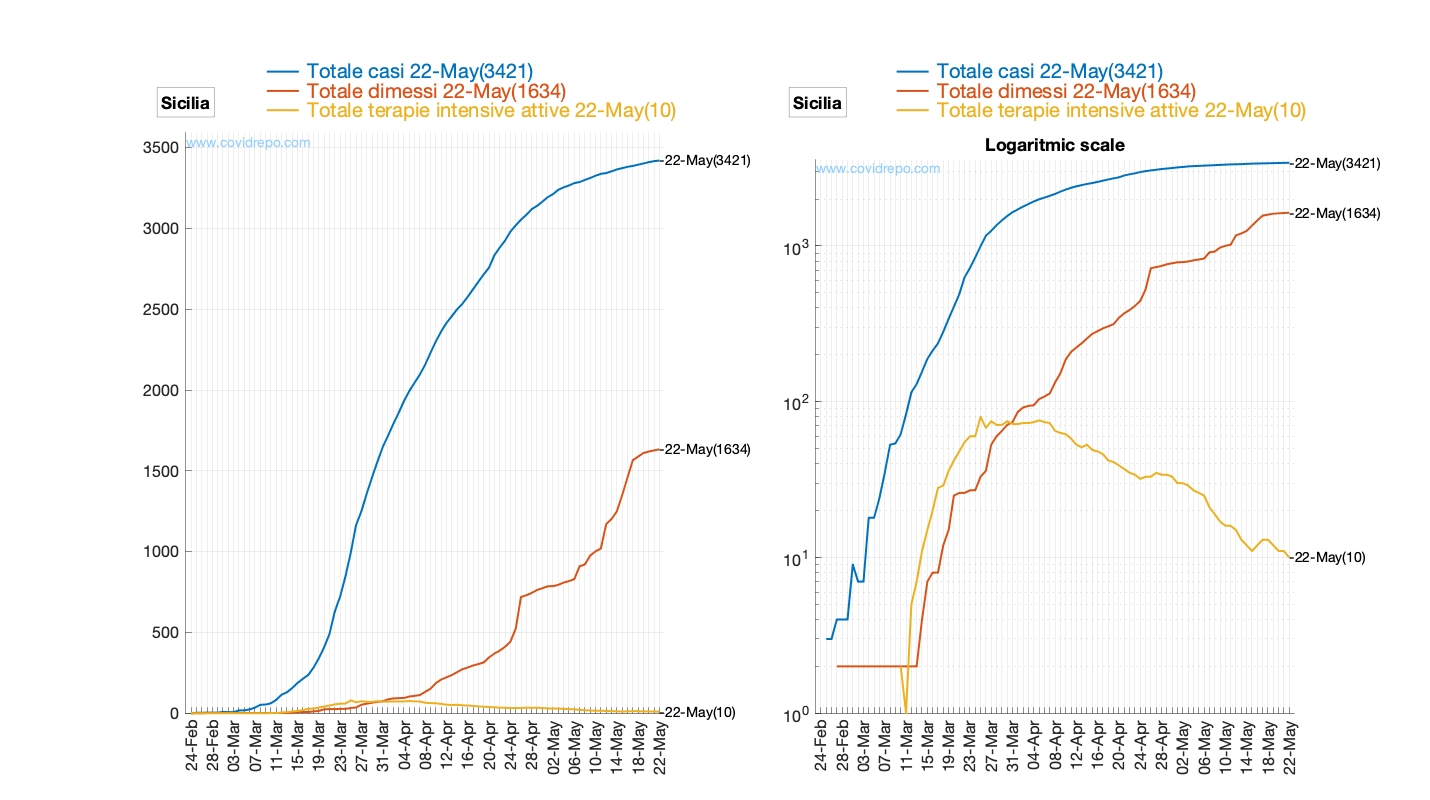 Totale casi 22-May(3421)
Totale dimessi 22-May(1634)
Totale terapie intensive attive 22-May(10)
Sicilia
www.covidrepo.com
3500
3000
2500
2000
1500
1000
500
0
22-May(3421)
22-May(1634)
22-May(10)
24-Feb
28-Feb
03-Mar
07-Mar
11-Mar
15-Mar
19-Mar
23-Mar
27-Mar
31-Mar
04-Apr
08-Apr
12-Apr
16-Apr
20-Apr
24-Apr
28-Apr
02-May
06-May
10-May
14-May
18-May
22-May
Totale casi 22-May(3421)
Totale dimessi 22-May(1634)
Totale terapie intensive attive 22-May(10)
Sicilia
Logaritmic scale
www.covidrepo.com
10³
10²
10¹
10⁰
22-May(3421)
22-May(1634)
22-May(10)
24-Feb
28-Feb
03-Mar
07-Mar
11-Mar
15-Mar
19-Mar
23-Mar
27-Mar
31-Mar
04-Apr
08-Apr
12-Apr
16-Apr
20-Apr
24-Apr
28-Apr
02-May
06-May
10-May
14-May
18-May
22-May